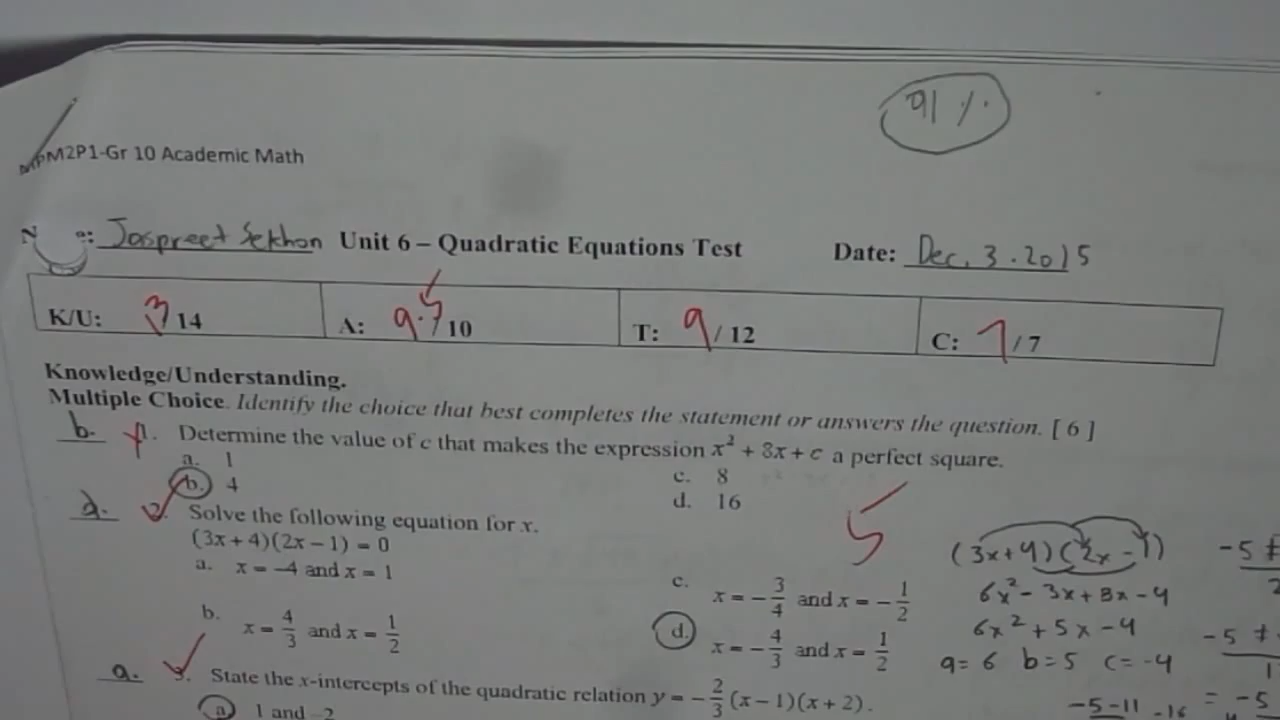 91 %
MPM2P1-Gr 10 Academic Math
Jaspreet Sekhon Unit 6 – Quadratic Equations Test Date: Dec. 3. 2015
K/U: 14 A: 9.5/10 T: 9/12 C: 7/7
Knowledge/Understanding.
Multiple Choice. Identify the choice that best completes the statement or answers the question. [ 6 ]
b. 1. Determine the value of c that makes the expression x² + 8x + c a perfect square.
a. 1
b. 4
c. 8
d. 16
5
d. 2. Solve the following equation for x.
(3x + 4)(2x − 1) = 0
a. x = −4 and x = 1
b. x = 4/3 and x = 1/2
c. x = −3/4 and x = −1/2
d. x = −4/3 and x = 1/2
(3x+4)(2x-1)
6x² - 3x + 8x - 4
6x² + 5x - 4
a = 6 b = 5 c = -4
-5 ±
-5 ±
-5-11 -16
= -5
a. 3. State the x-intercepts of the quadratic relation y = −2/3 (x − 1)(x + 2).
a 1 and -2